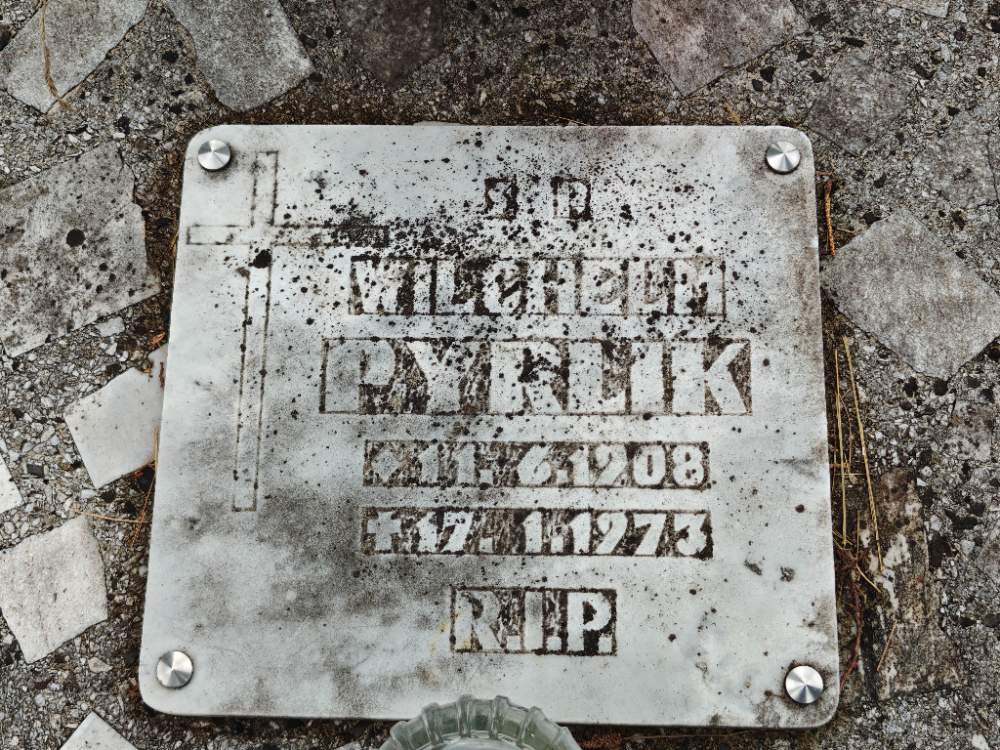 Ś P
WILCHELM
PYRLIK
* 11. 6.1908
† 17. 1.1973
R.I.P.